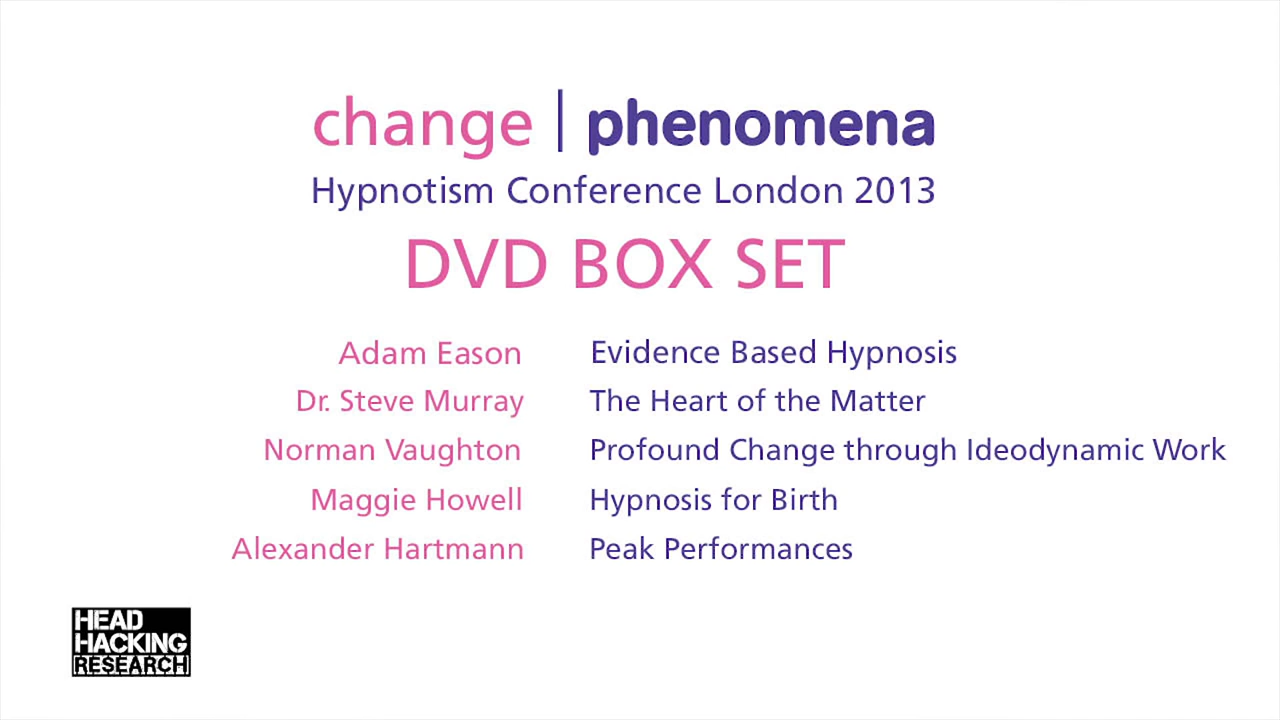 change | phenomena
Hypnotism Conference London 2013
DVD BOX SET
Adam Eason Evidence Based Hypnosis
Dr. Steve Murray The Heart of the Matter
Norman Vaughton Profound Change through Ideodynamic Work
Maggie Howell Hypnosis for Birth
Alexander Hartmann Peak Performances
HEAD
HACKING
RESEARCH